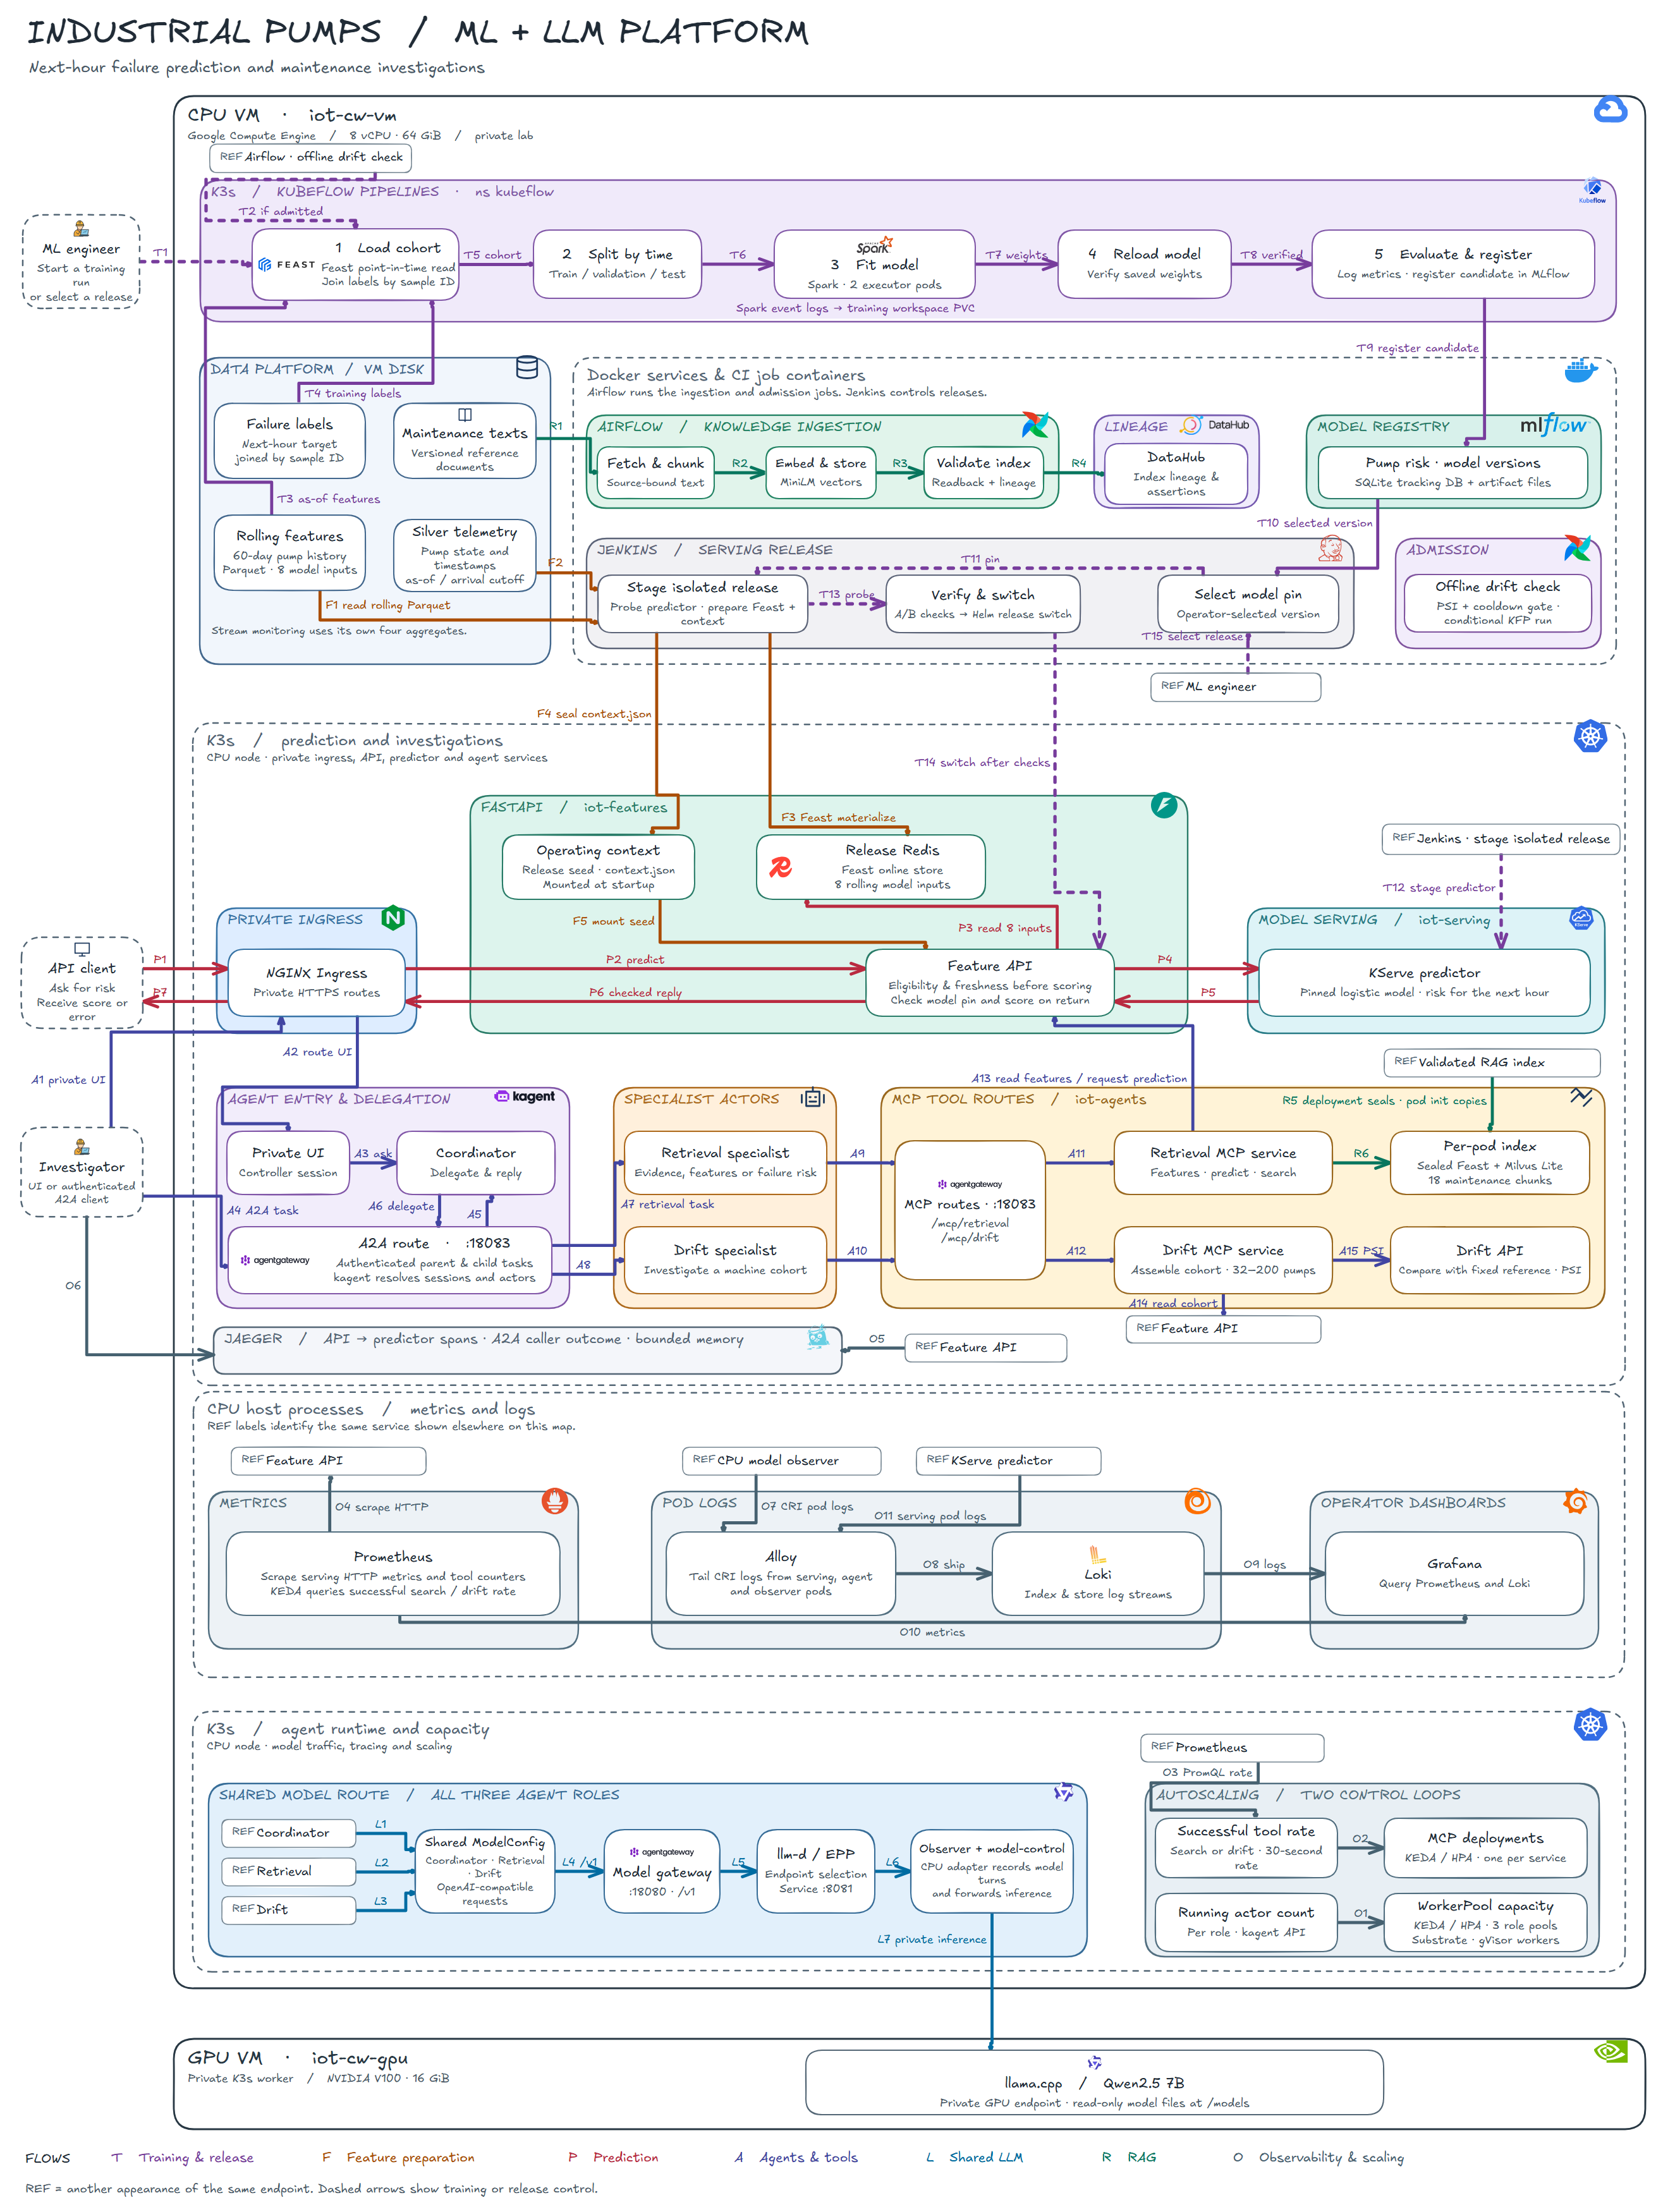 INDUSTRIAL PUMPS / ML + LLM PLATFORM
Next-hour failure prediction and maintenance investigations
CPU VM · iot-cw-vm
Google Compute Engine / 8 vCPU · 64 GiB / private lab
REF Airflow · offline drift check
K3s / KUBEFLOW PIPELINES · ns kubeflow
Kubeflow
T2 if admitted
ML engineer
Start a training
run
or select a release
T1
FEAST
1 Load cohort
Feast point-in-time read
Join labels by sample ID
T5 cohort
2 Split by time
Train / validation / test
T6
Spark
3 Fit model
Spark · 2 executor pods
T7 weights
4 Reload model
Verify saved weights
T8 verified
5 Evaluate & register
Log metrics · register candidate in MLflow
Spark event logs → training workspace PVC
T9 register candidate
DATA PLATFORM / VM DISK
T4 training labels
Failure labels
Next-hour target
joined by sample ID
Maintenance texts
Versioned reference
documents
T3 as-of features
Rolling features
60-day pump history
Parquet · 8 model inputs
Silver telemetry
Pump state and
timestamps
as-of / arrival cutoff
F1 read rolling Parquet
Stream monitoring uses its own four aggregates.
R1
F2
Docker services & CI job containers
Airflow runs the ingestion and admission jobs. Jenkins controls releases.
AIRFLOW / KNOWLEDGE INGESTION
Fetch & chunk
Source-bound text
R2
Embed & store
MiniLM vectors
R3
Validate index
Readback + lineage
R4
LINEAGE
DataHub
DataHub
Index lineage &
assertions
MODEL REGISTRY
mlflow
Pump risk · model versions
SQLite tracking DB + artifact files
T10 selected version
JENKINS / SERVING RELEASE
T11 pin
Stage isolated release
Probe predictor · prepare Feast +
context
T13 probe
Verify & switch
A/B checks → Helm release switch
Select model pin
Operator-selected version
T15 select release
REF ML engineer
ADMISSION
Offline drift check
PSI + cooldown gate ·
conditional KFP run
F4 seal context.json
K3s / prediction and investigations
CPU node · private ingress, API, predictor and agent services
T14 switch after checks
FASTAPI / iot-features
F3 Feast materialize
Operating context
Release seed · context.json
Mounted at startup
Release Redis
Feast online store
8 rolling model inputs
F5 mount seed
P3 read 8 inputs
REF Jenkins · stage isolated release
T12 stage predictor
PRIVATE INGRESS
MODEL SERVING / iot-serving
KServe
API client
Ask for risk
Receive score or
error
P1
P7
NGINX Ingress
Private HTTPS routes
P2 predict
P6 checked reply
Feature API
Eligibility & freshness before scoring
Check model pin and score on return
P4
P5
KServe predictor
Pinned logistic model · risk for the next hour
A2 route UI
A1 private UI
A13 read features / request prediction
REF Validated RAG index
R5 deployment seals · pod init copies
AGENT ENTRY & DELEGATION
kagent
Private UI
Controller session
A3 ask
Coordinator
Delegate & reply
A6 delegate
A5
A4 A2A task
agentgateway
A2A route · :18083
Authenticated parent & child tasks
kagent resolves sessions and actors
Investigator
UI or authenticated
A2A client
SPECIALIST ACTORS
Retrieval specialist
Evidence, features or failure risk
A7 retrieval task
A8
Drift specialist
Investigate a machine cohort
A9
A10
MCP TOOL ROUTES / iot-agents
agentgateway
MCP routes · :18083
/mcp/retrieval
/mcp/drift
A11
A12
Retrieval MCP service
Features · predict · search
R6
Per-pod index
Sealed Feast + Milvus Lite
18 maintenance chunks
Drift MCP service
Assemble cohort · 32–200 pumps
A15 PSI
Drift API
Compare with fixed reference · PSI
A14 read cohort
REF Feature API
O6
JAEGER / API → predictor spans · A2A caller outcome · bounded memory
O5
REF Feature API
CPU host processes / metrics and logs
REF labels identify the same service shown elsewhere on this map.
REF Feature API
REF CPU model observer
REF KServe predictor
METRICS
O4 scrape HTTP
Prometheus
Scrape serving HTTP metrics and tool counters
KEDA queries successful search / drift rate
POD LOGS
O7 CRI pod logs
O11 serving pod logs
Alloy
Tail CRI logs from serving, agent
and observer pods
O8 ship
Loki
Index & store log streams
O9 logs
OPERATOR DASHBOARDS
Grafana
Query Prometheus and Loki
O10 metrics
K3s / agent runtime and capacity
CPU node · model traffic, tracing and scaling
REF Prometheus
O3 PromQL rate
SHARED MODEL ROUTE / ALL THREE AGENT ROLES
REF Coordinator
REF Retrieval
REF Drift
L1
L2
L3
Shared ModelConfig
Coordinator · Retrieval
· Drift
OpenAI-compatible
requests
L4 /v1
agentgateway
Model gateway
:18080 · /v1
L5
llm-d / EPP
Endpoint selection
Service :8081
L6
Observer + model-control
CPU adapter records model
turns
and forwards inference
L7 private inference
AUTOSCALING / TWO CONTROL LOOPS
Successful tool rate
Search or drift · 30-second
rate
O2
MCP deployments
KEDA / HPA · one per service
Running actor count
Per role · kagent API
O1
WorkerPool capacity
KEDA / HPA · 3 role pools
Substrate · gVisor workers
GPU VM · iot-cw-gpu
Private K3s worker / NVIDIA V100 · 16 GiB
llama.cpp / Qwen2.5 7B
Private GPU endpoint · read-only model files at /models
FLOWS T Training & release F Feature preparation P Prediction A Agents & tools L Shared LLM R RAG O Observability & scaling
REF = another appearance of the same endpoint. Dashed arrows show training or release control.